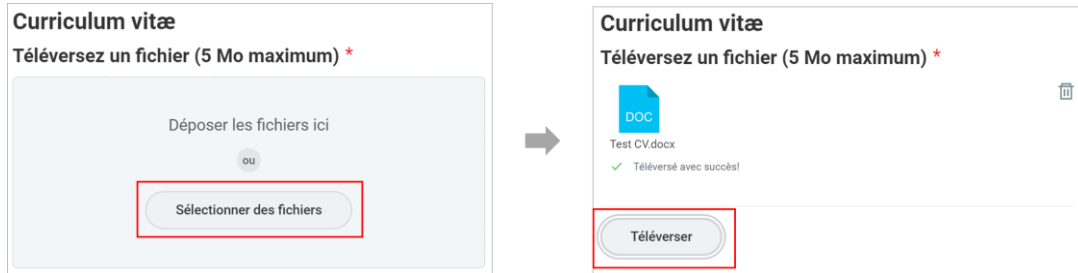 Curriculum vitæ
Téléversez un fichier (5 Mo maximum) *
Déposer les fichiers ici
ou
Sélectionner des fichiers
Curriculum vitæ
Téléversez un fichier (5 Mo maximum) *
DOC
Test CV.docx
Téléversé avec succès!
Téléverser